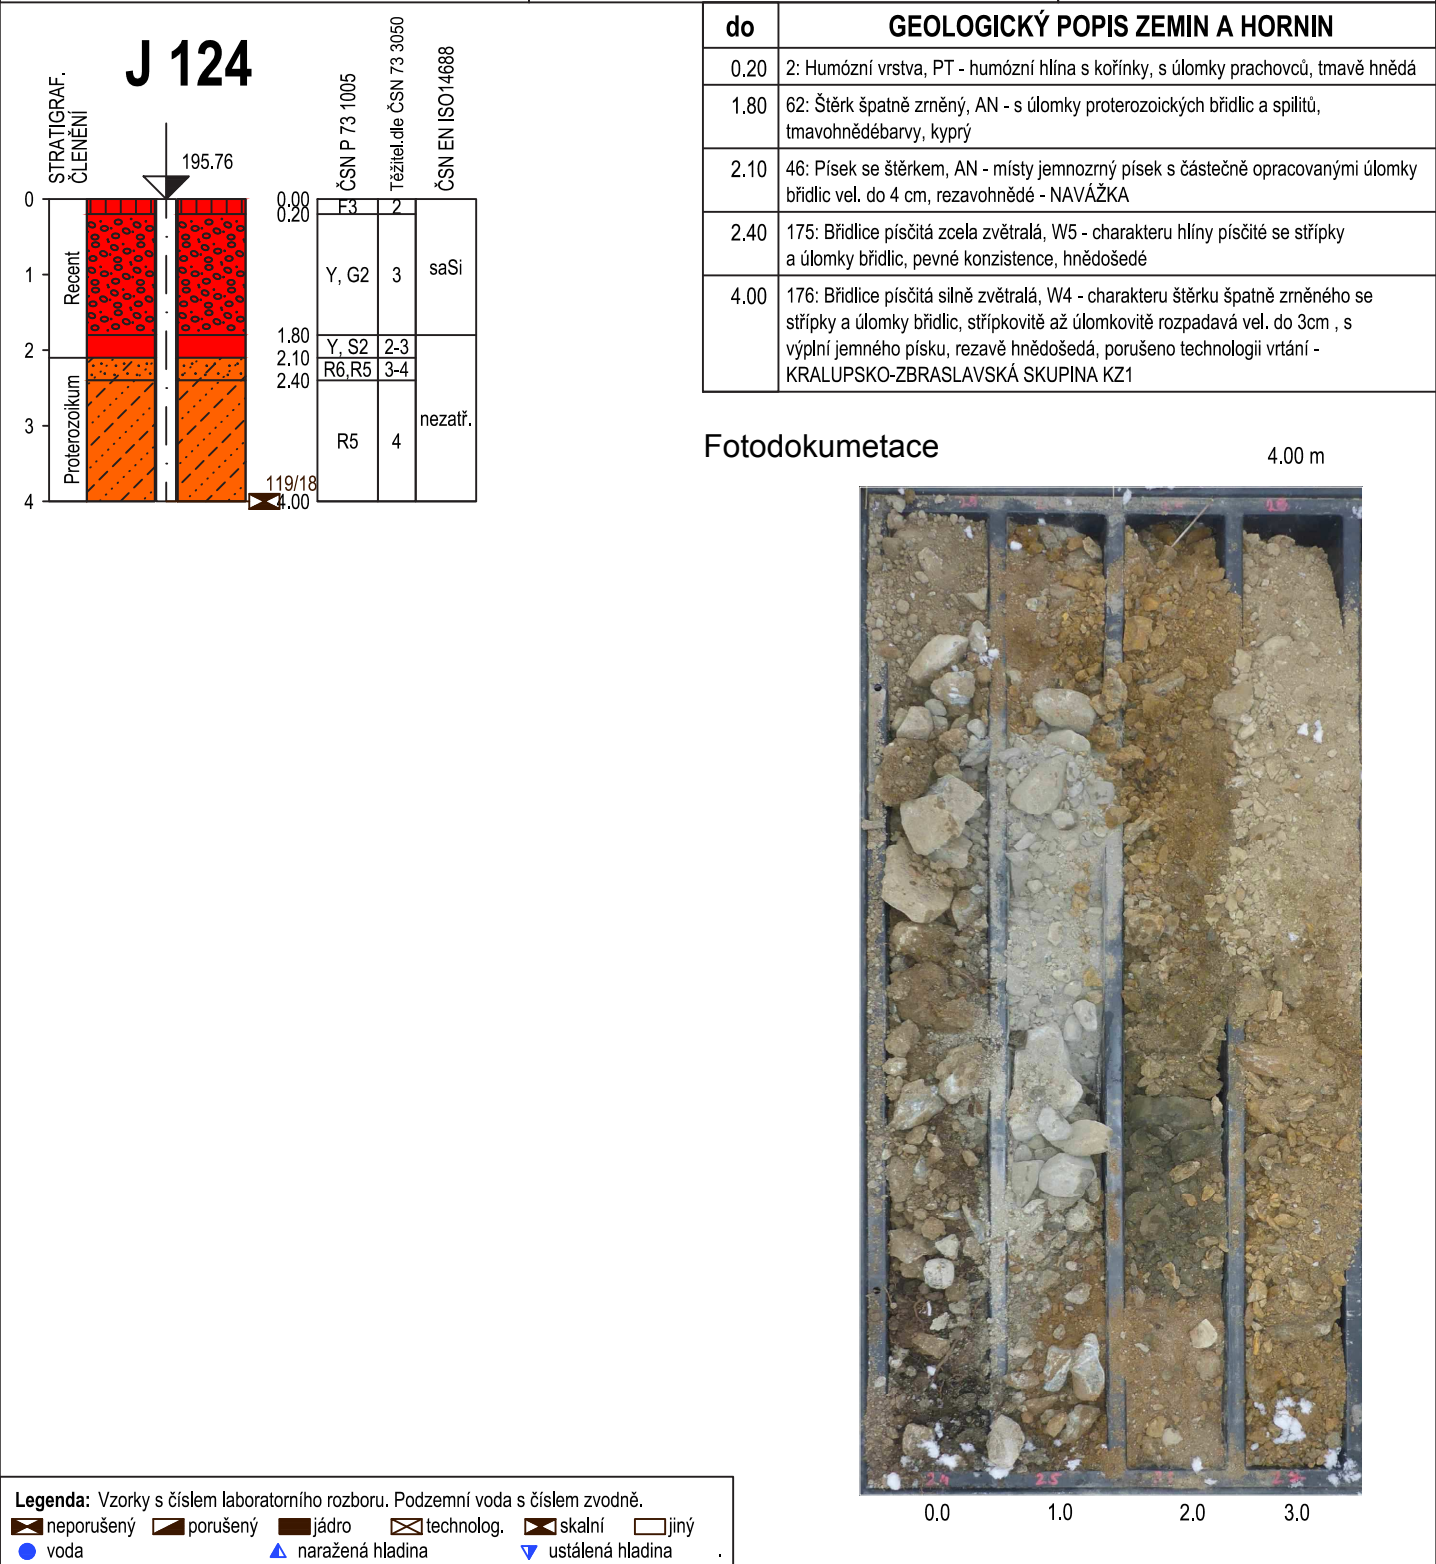 J 124
STRATIGRAF.
ČLENĚNÍ
ČSN P 73 1005
Těžitel.dle ČSN 73 3050
ČSN EN ISO14688
195.76
0
1
2
3
4
Recent
Proterozoikum
0.00
0.20
1.80
2.10
2.40
119/18
4.00
F3 2
Y, G2 3 saSi
Y, S2 2-3
R6,R5 3-4
R5 4 nezatř.
do GEOLOGICKÝ POPIS ZEMIN A HORNIN
0.20 2: Humózní vrstva, PT - humózní hlína s kořínky, s úlomky prachovců, tmavě hnědá
1.80 62: Štěrk špatně zrněný, AN - s úlomky proterozoických břidlic a spilitů,
tmavohnědébarvy, kyprý
2.10 46: Písek se štěrkem, AN - místy jemnozrný písek s částečně opracovanými úlomky
břidlic vel. do 4 cm, rezavohnědé - NAVÁŽKA
2.40 175: Břidlice písčitá zcela zvětralá, W5 - charakteru hlíny písčité se střípky
a úlomky břidlic, pevné konzistence, hnědošedé
4.00 176: Břidlice písčitá silně zvětralá, W4 - charakteru štěrku špatně zrněného se
střípky a úlomky břidlic, střípkovitě až úlomkovitě rozpadavá vel. do 3cm , s
výplní jemného písku, rezavě hnědošedá, porušeno technologii vrtání -
KRALUPSKO-ZBRASLAVSKÁ SKUPINA KZ1
Fotodokumetace
4.00 m
24 25
0.0 1.0 2.0 3.0
Legenda: Vzorky s číslem laboratorního rozboru. Podzemní voda s číslem zvodně.
neporušený porušený jádro technolog. skalní jiný
voda naražená hladina ustálená hladina .